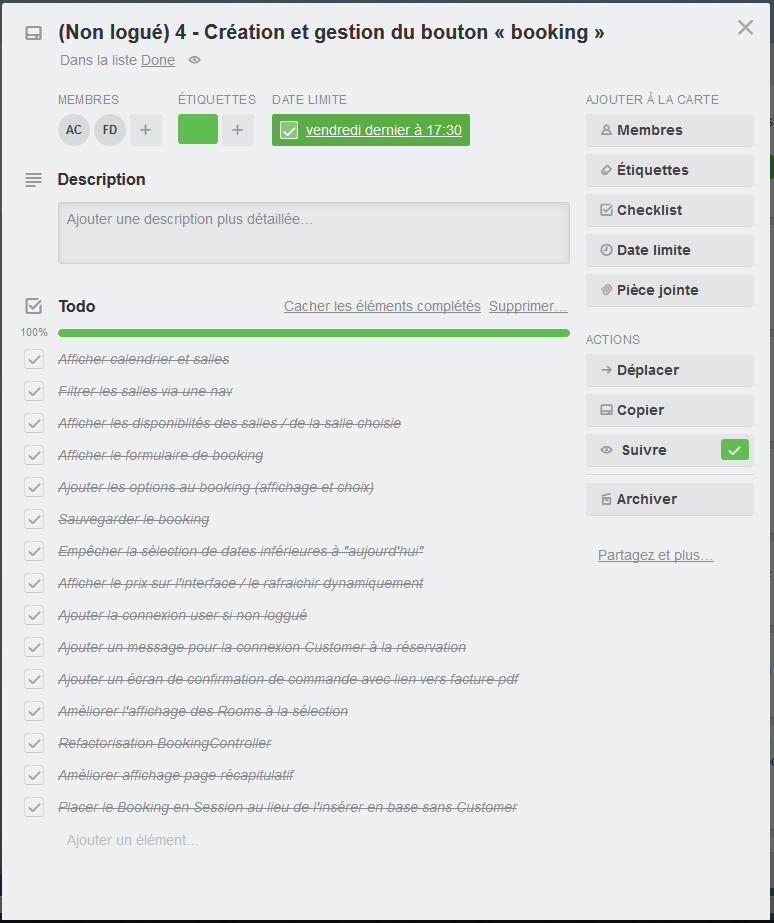 (Non logué) 4 - Création et gestion du bouton « booking »
Dans la liste Done
MEMBRES
AC FD +
ÉTIQUETTES
+
DATE LIMITE
vendredi dernier à 17:30
Description
Ajouter une description plus détaillée…
Todo
Cacher les éléments complétés Supprimer…
100%
Afficher calendrier et salles
Filtrer les salles via une nav
Afficher les disponiblités des salles / de la salle choisie
Afficher le formulaire de booking
Ajouter les options au booking (affichage et choix)
Sauvegarder le booking
Empêcher la sélection de dates inférieures à "aujourd'hui"
Afficher le prix sur l'interface / le rafraichir dynamiquement
Ajouter la connexion user si non loggué
Ajouter un message pour la connexion Customer à la réservation
Ajouter un écran de confirmation de commande avec lien vers facture pdf
Améliorer l'affichage des Rooms à la sélection
Refactorisation BookingController
Améliorer affichage page récapitulatif
Placer le Booking en Session au lieu de l'insérer en base sans Customer
Ajouter un élément…
AJOUTER À LA CARTE
Membres
Étiquettes
Checklist
Date limite
Pièce jointe
ACTIONS
Déplacer
Copier
Suivre
Archiver
Partagez et plus…